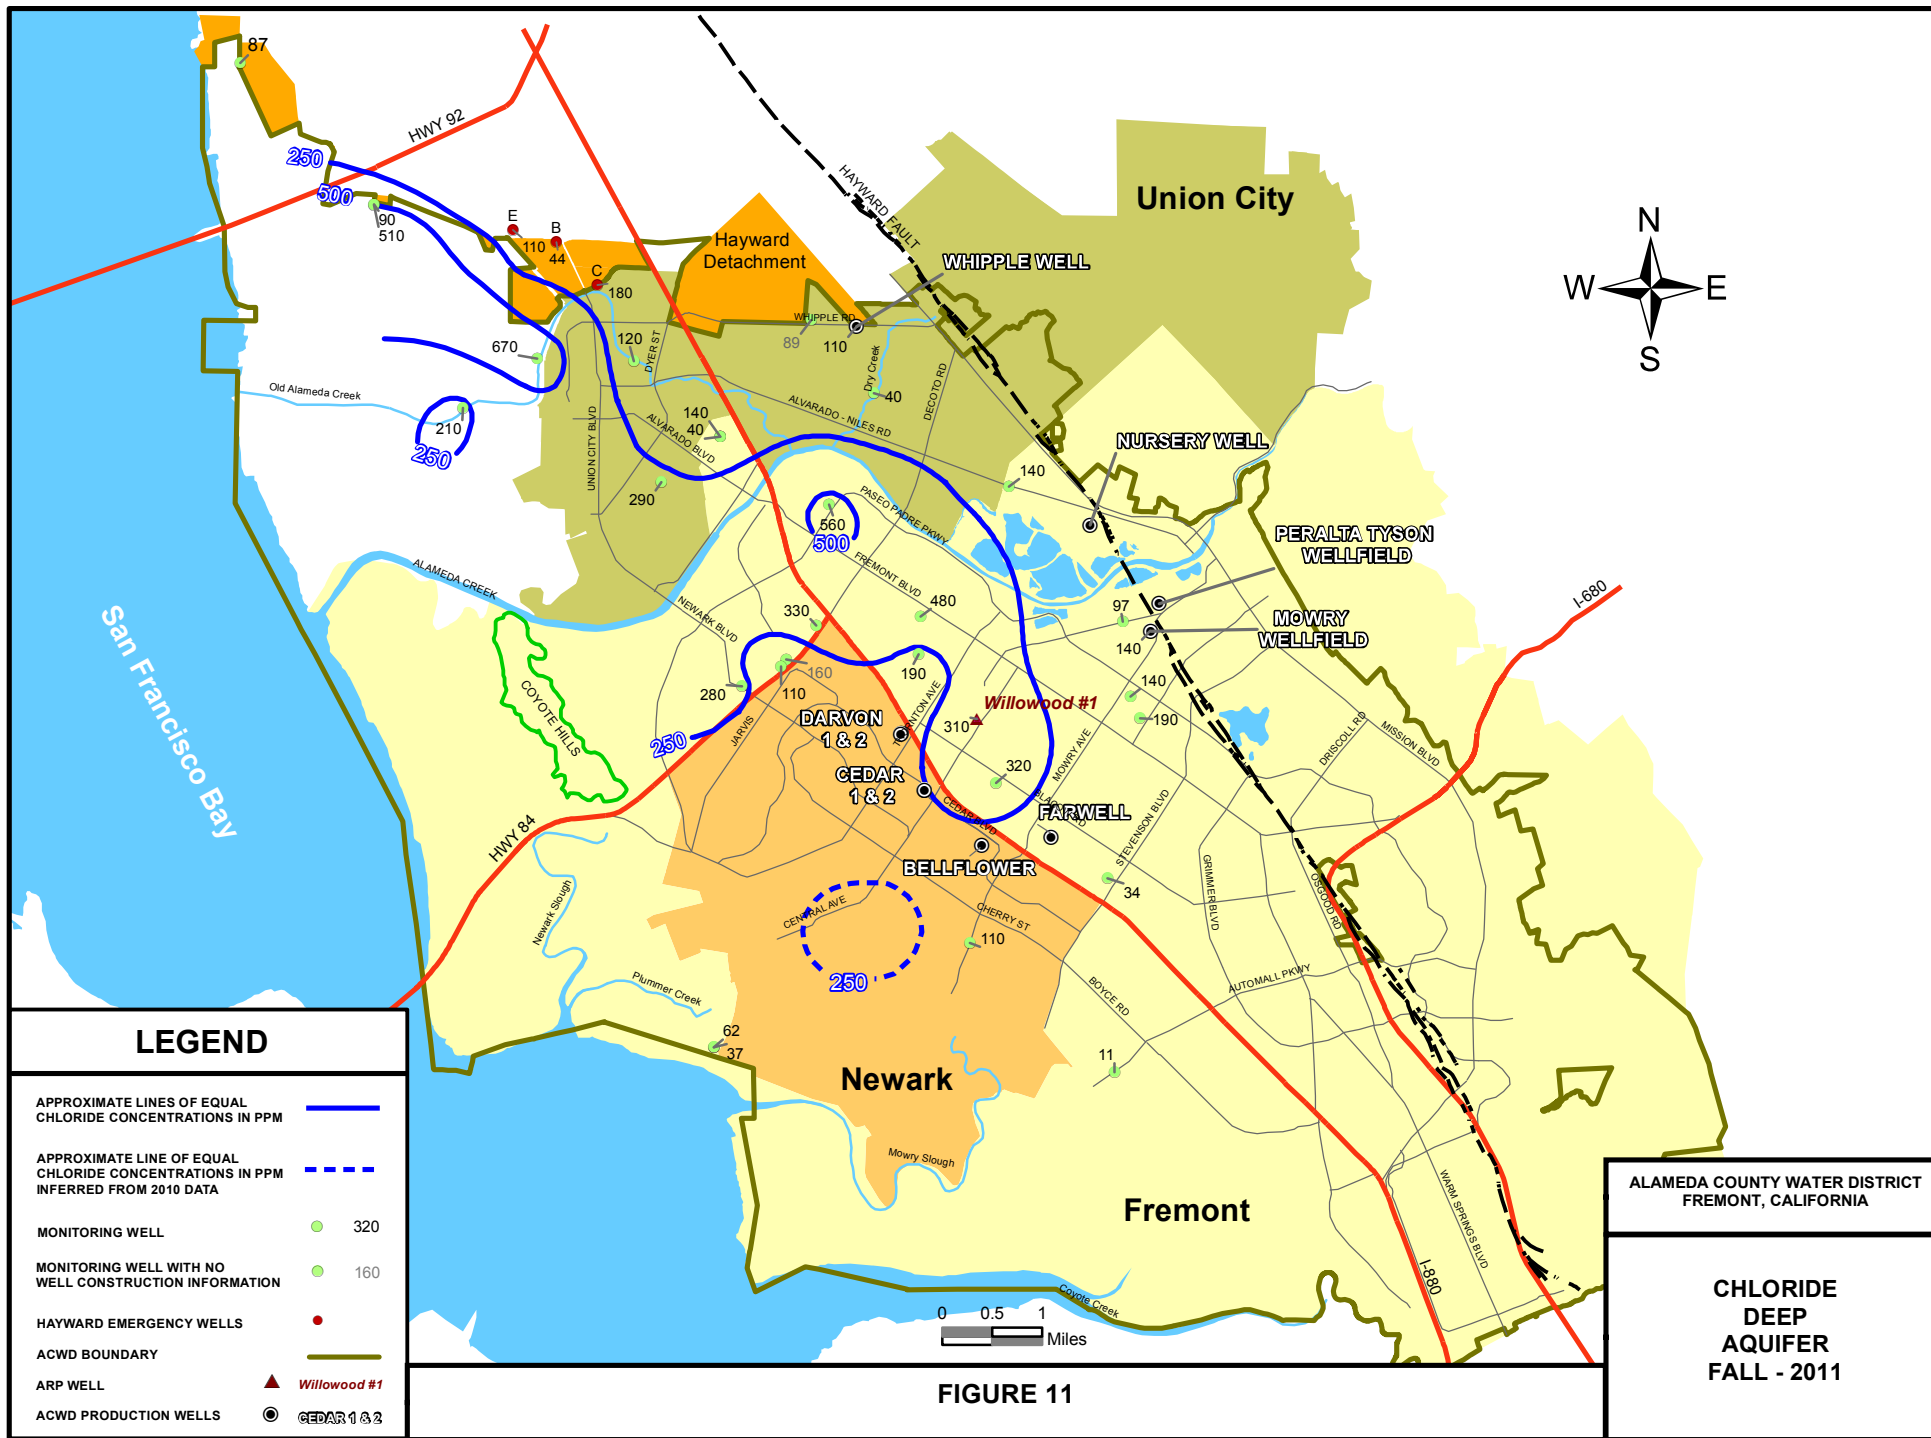 87
HWY 92
250
500
90
510
E
110
B
44
C
180
Hayward
Detachment
HAYWARD FAULT
Union City
WHIPPLE WELL
N
W
E
S
WHIPPLE RD
89
110
670
120
DYER ST
Dry Creek
40
DECOTO RD
Old Alameda Creek
210
250
UNION CITY BLVD
ALVARADO BLVD
140
40
ALVARADO - NILES RD
290
NURSERY WELL
140
560
500
PASEO PADRE PKWY
PERALTA TYSON
WELLFIELD
ALAMEDA CREEK
FREMONT BLVD
NEWARK BLVD
330
480
97
MOWRY
WELLFIELD
140
I-680
San Francisco Bay
COYOTE HILLS
280
160
110
190
140
190
250
JARVIS
DARVON
1 & 2
THORNTON AVE
Willowood #1
310
MOWRY AVE
DRISCOLL RD
MISSION BLVD
CEDAR
1 & 2
320
CEDAR BLVD
FARWELL
STEVENSON BLVD
BELLFLOWER
HWY 84
34
GRIMMER BLVD
OSGOOD RD
Newark Slough
CENTRAL AVE
CHERRY ST
110
250
Plummer Creek
BOYCE RD
AUTO MALL PKWY
62
37
11
Newark
Mowry Slough
Fremont
WARM SPRINGS BLVD
I-880
Coyote Creek
0 0.5 1
Miles
LEGEND
APPROXIMATE LINES OF EQUAL
CHLORIDE CONCENTRATIONS IN PPM
APPROXIMATE LINE OF EQUAL
CHLORIDE CONCENTRATIONS IN PPM
INFERRED FROM 2010 DATA
MONITORING WELL 320
MONITORING WELL WITH NO
WELL CONSTRUCTION INFORMATION 160
HAYWARD EMERGENCY WELLS
ACWD BOUNDARY
ARP WELL Willowood #1
ACWD PRODUCTION WELLS CEDAR 1 & 2
FIGURE 11
ALAMEDA COUNTY WATER DISTRICT
FREMONT, CALIFORNIA
CHLORIDE
DEEP
AQUIFER
FALL - 2011